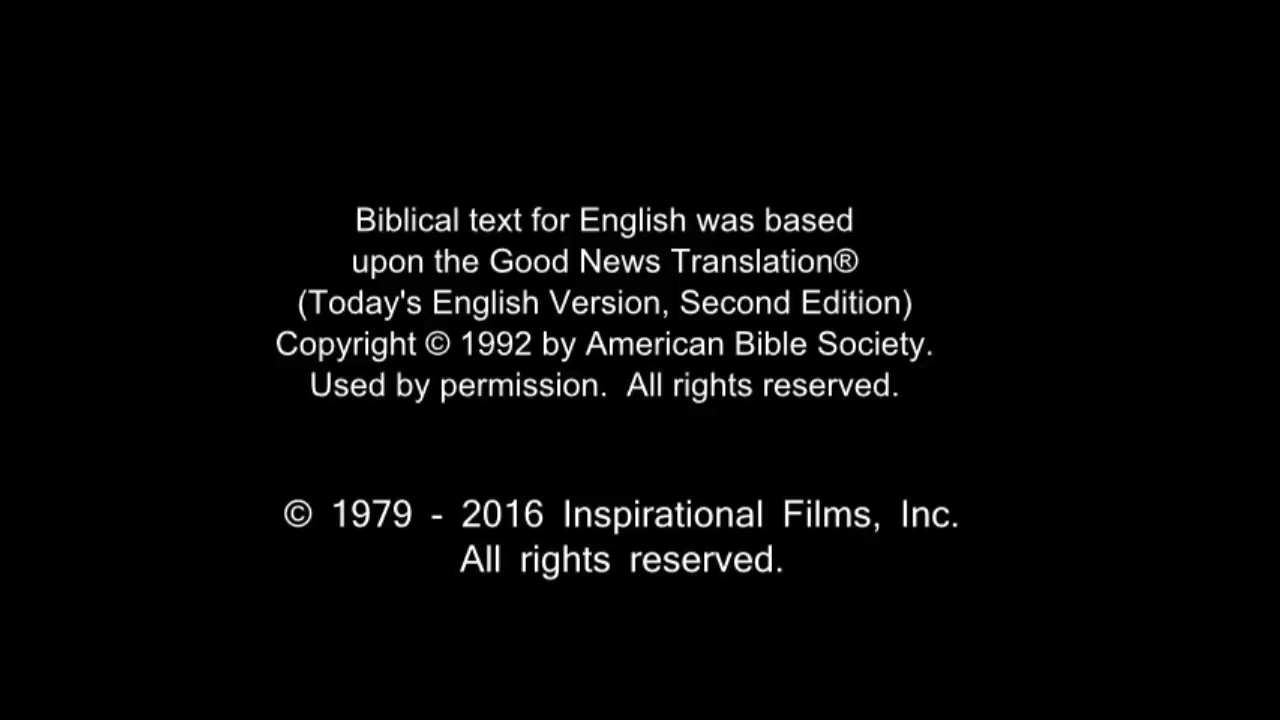 Biblical text for English was based
upon the Good News Translation®
(Today's English Version, Second Edition)
Copyright © 1992 by American Bible Society.
Used by permission.  All rights reserved.
© 1979 - 2016 Inspirational Films, Inc.
All rights reserved.